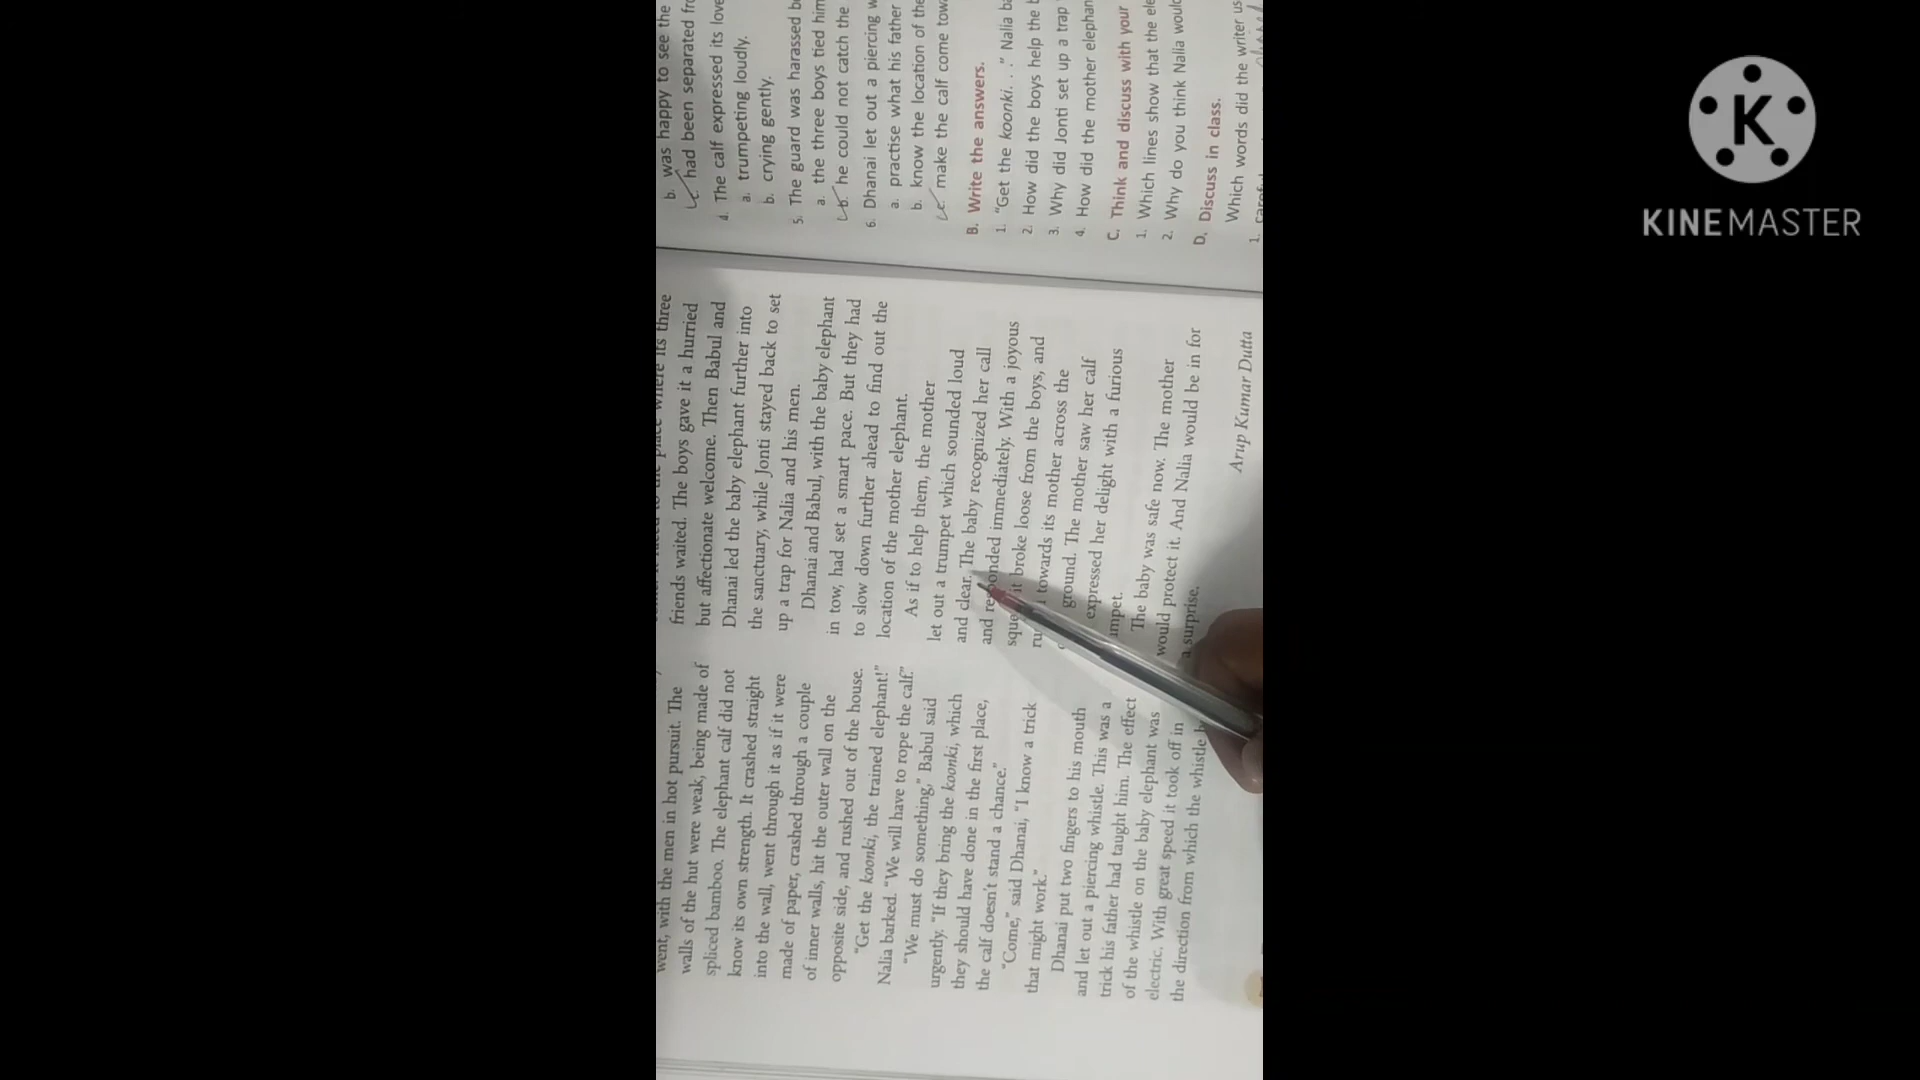 went, with the men in hot pursuit. The
walls of the hut were weak, being made of
spliced bamboo. The elephant calf did not
know its own strength. It crashed straight
into the wall, went through it as if it were
made of paper, crashed through a couple
of inner walls, hit the outer wall on the
opposite side, and rushed out of the house.
"Get the koonki, the trained elephant!"
Nalia barked. "We will have to rope the calf."
"We must do something," Babul said
urgently. "If they bring the koonki, which
they should have done in the first place,
the calf doesn't stand a chance."
"Come," said Dhanai, "I know a trick
that might work."
Dhanai put two fingers to his mouth
and let out a piercing whistle. This was a
trick his father had taught him. The effect
of the whistle on the baby elephant was
electric. With great speed it took off in
the direction from which the whistle
place where its three
friends waited. The boys gave it a hurried
but affectionate welcome. Then Babul and
Dhanai led the baby elephant further into
the sanctuary, while Jonti stayed back to set
up a trap for Nalia and his men.
Dhanai and Babul, with the baby elephant
in tow, had set a smart pace. But they had
to slow down further ahead to find out the
location of the mother elephant.
As if to help them, the mother
let out a trumpet which sounded loud
and clear. The baby recognized her call
and responded immediately. With a joyous
it broke loose from the boys, and
towards its mother across the
ground. The mother saw her calf
expressed her delight with a furious
The baby was safe now. The mother
would protect it. And Nalia would be in for
a surprise.
Arup Kumar Dutta
b. was happy to see the
c. had been separated
4. The calf expressed its love
a. trumpeting loudly.
b. crying gently.
5. The guard was harassed
a. the three boys tied him
b. he could not catch the
6. Dhanai let out a piercing
a. practise what his father
b. know the location of the
c. make the calf come
B. Write the answers.
1. "Get the koonki. . ." Nalia
2. How did the boys help the
3. Why did Jonti set up a trap
4. How did the mother
C. Think and discuss with your
1. Which lines show that the
2. Why do you think Nalia
D. Discuss in class.
Which words did the writer
1.
K
KINEMASTER